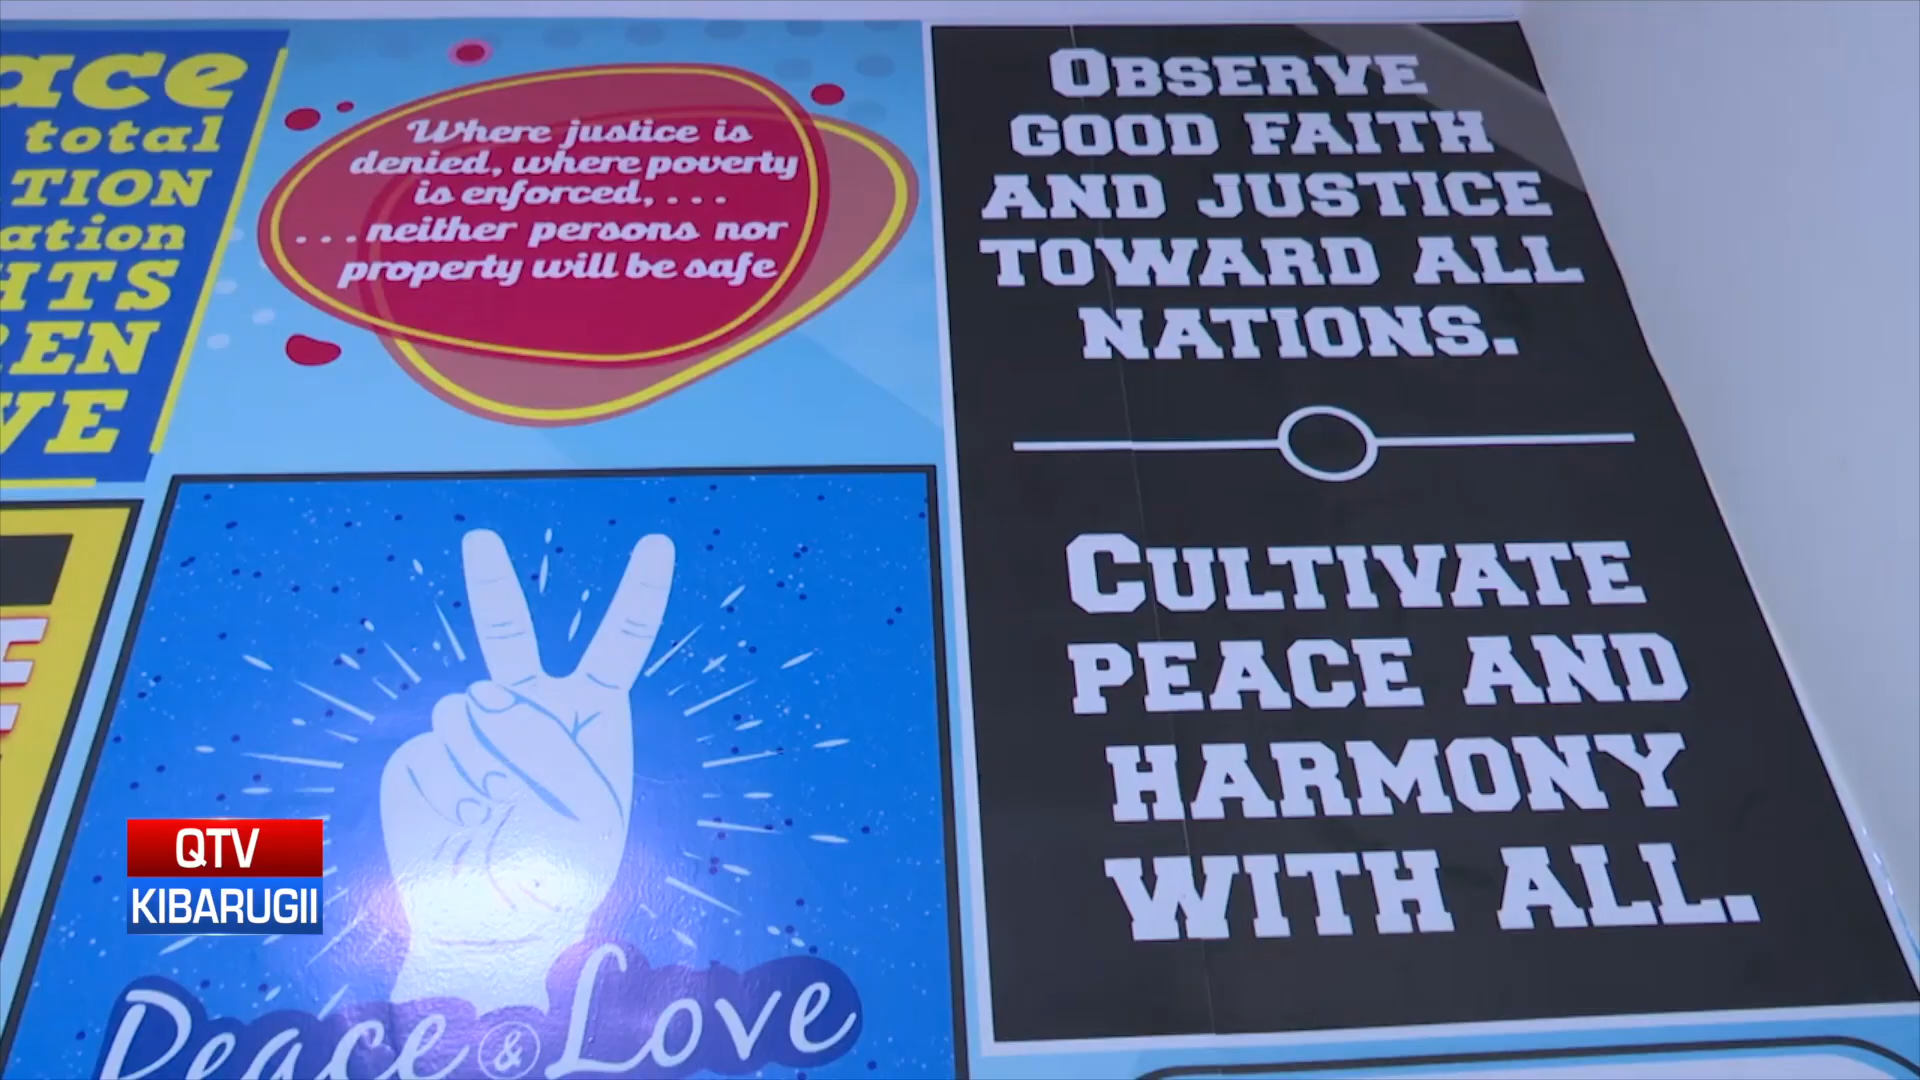 ace
total
TION
ation
HTS
REN
VE
Where justice is
denied, where poverty
is enforced, . . .
. . . neither persons nor
property will be safe
OBSERVE
GOOD FAITH
AND JUSTICE
TOWARD ALL
NATIONS.
CULTIVATE
PEACE AND
HARMONY
WITH ALL.
Peace & Love
QTV
KIBARUGII